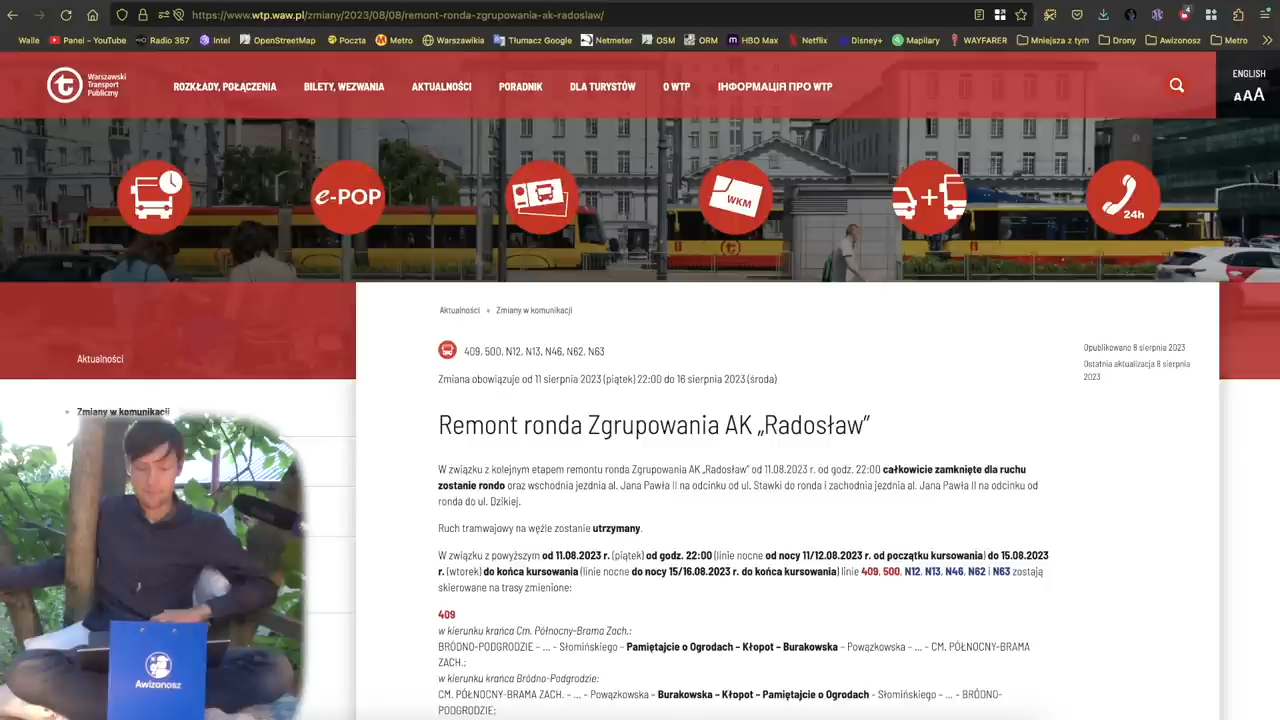 https://www.wtp.waw.pl/zmiany/2023/08/08/remont-ronda-zgrupowania-ak-radoslaw/
4
Walle Panel – YouTube Radio 357 Intel OpenStreetMap Poczta Metro Warszawikia Tłumacz Google Netmeter OSM ORM HBO Max Netflix Disney+ Mapilary WAYFARER Mniejsza z tym Drony Awizonosz Metro
Warszawski
Transport
Publiczny
ROZKŁADY, POŁĄCZENIA BILETY, WEZWANIA AKTUALNOŚCI PORADNIK DLA TURYSTÓW O WTP ІНФОРМАЦІЯ ПРО WTP
ENGLISH
AAA
e-POP
WKM
24h
Aktualności » Zmiany w komunikacji
409, 500, N12, N13, N46, N62, N63
Opublikowano 8 sierpnia 2023
Ostatnia aktualizacja 8 sierpnia
2023
Aktualności
Zmiana obowiązuje od 11 sierpnia 2023 (piątek) 22:00 do 16 sierpnia 2023 (środa)
Zmiany w komunikacji
Remont ronda Zgrupowania AK „Radosław”
W związku z kolejnym etapem remontu ronda Zgrupowania AK „Radosław” od 11.08.2023 r. od godz. 22:00 całkowicie zamknięte dla ruchu
zostanie rondo oraz wschodnia jezdnia al. Jana Pawła II na odcinku od ul. Stawki do ronda i zachodnia jezdnia al. Jana Pawła II na odcinku od
ronda do ul. Dzikiej.
Ruch tramwajowy na węźle zostanie utrzymany.
W związku z powyższym od 11.08.2023 r. (piątek) od godz. 22:00 (linie nocne od nocy 11/12.08.2023 r. od początku kursowania) do 15.08.2023
r. (wtorek) do końca kursowania (linie nocne do nocy 15/16.08.2023 r. do końca kursowania) linie 409, 500, N12, N13, N46, N62 i N63 zostają
skierowane na trasy zmienione:
409
w kierunku krańca Cm. Północny-Brama Zach.:
BRÓDNO-PODGRODZIE – ... – Słomińskiego – Pamiętajcie o Ogrodach – Kłopot – Burakowska – Powązkowska – ... – CM. PÓŁNOCNY-BRAMA
ZACH.;
w kierunku krańca Bródno-Podgrodzie:
CM. PÓŁNOCNY-BRAMA ZACH. – ... – Powązkowska – Burakowska – Kłopot – Pamiętajcie o Ogrodach - Słomińskiego – ... – BRÓDNO-
PODGRODZIE;
Awizonosz